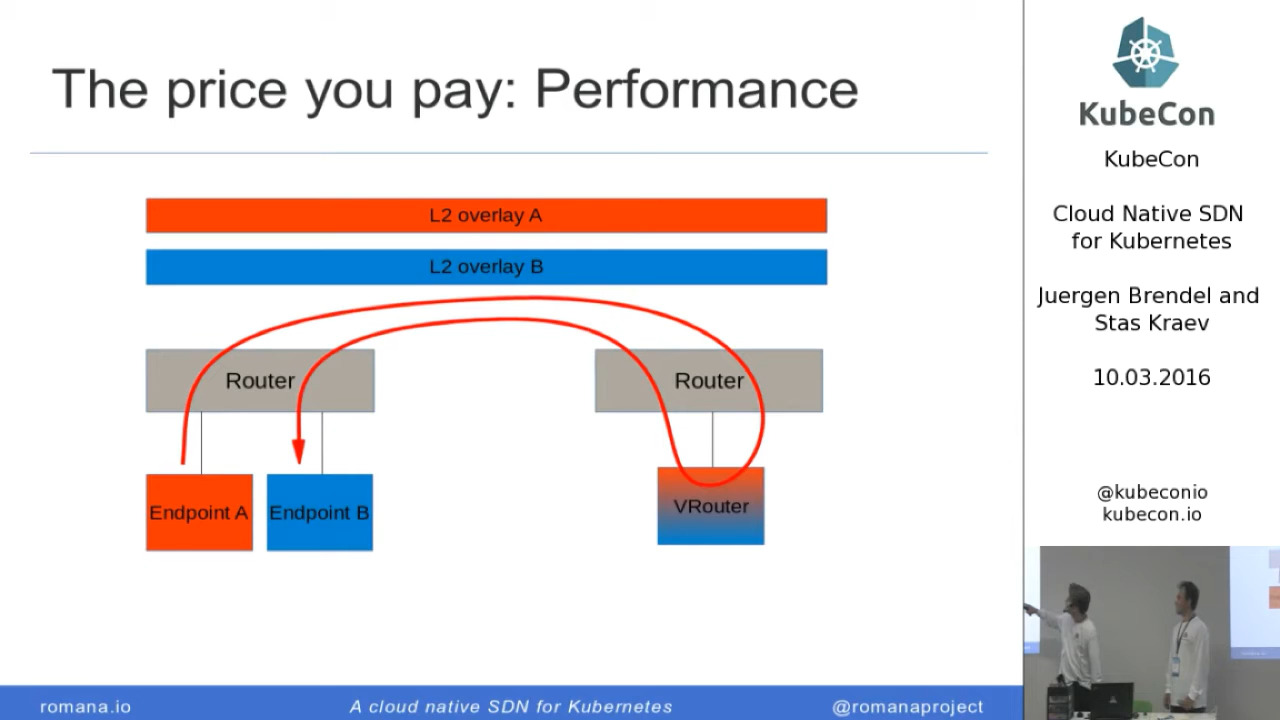 The price you pay: Performance
L2 overlay A
L2 overlay B
Router
Router
Endpoint A
Endpoint B
VRouter
romana.io
A cloud native SDN for Kubernetes
@romanaproject
KubeCon
KubeCon
Cloud Native SDN
for Kubernetes
Juergen Brendel and
Stas Kraev
10.03.2016
@kubeconio
kubecon.io